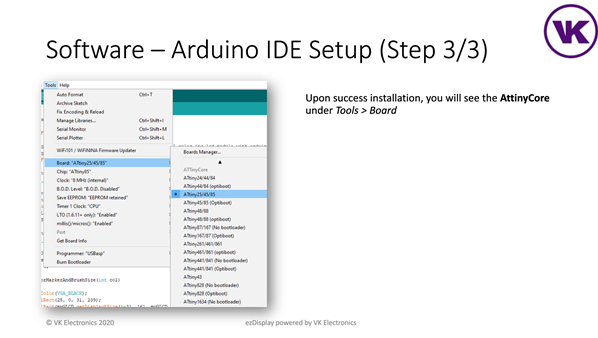 VK
Software – Arduino IDE Setup (Step 3/3)
Tools Help
Auto Format Ctrl+T
Archive Sketch
Fix Encoding & Reload
Manage Libraries... Ctrl+Shift+I
Serial Monitor Ctrl+Shift+M
Serial Plotter Ctrl+Shift+L
WiFi101 / WiFiNINA Firmware Updater
Board: "ATtiny25/45/85"
Chip: "ATtiny85"
Clock: "8 MHz (internal)"
B.O.D. Level: "B.O.D. Disabled"
Save EEPROM: "EEPROM retained"
Timer 1 Clock: "CPU"
LTO (1.6.11+ only): "Enabled"
millis()/micros(): "Enabled"
Port
Get Board Info
Programmer: "USBasp"
Burn Bootloader
Boards Manager...
ATTinyCore
ATtiny24/44/84
ATtiny44/84 (optiboot)
ATtiny25/45/85
ATtiny45/85 (Optiboot)
ATtiny48/88
ATtiny48/88 (optiboot)
ATtiny87/167 (No bootloader)
ATtiny167/87 (Optiboot)
ATtiny261/461/861
ATtiny461/861 (optiboot)
ATtiny441/841 (No bootloader)
ATtiny441/841 (Optiboot)
ATtiny43
ATtiny828 (No bootloader)
ATtiny828 (Optiboot)
ATtiny1634 (No bootloader)
Upon success installation, you will see the AttinyCore
under Tools > Board
© VK Electronics 2020
ezDisplay powered by VK Electronics